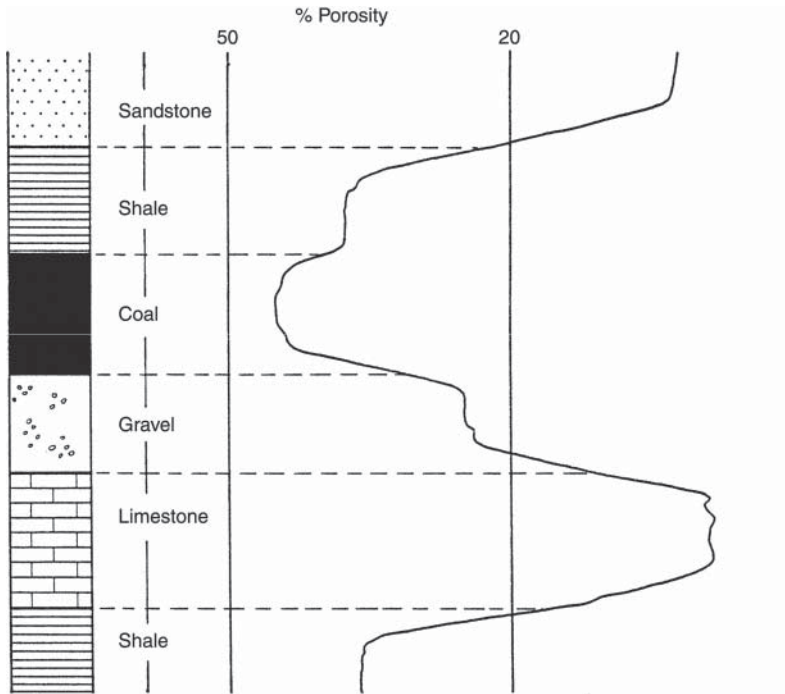 % Porosity
50 20
Sandstone
Shale
Coal
Gravel
Limestone
Shale